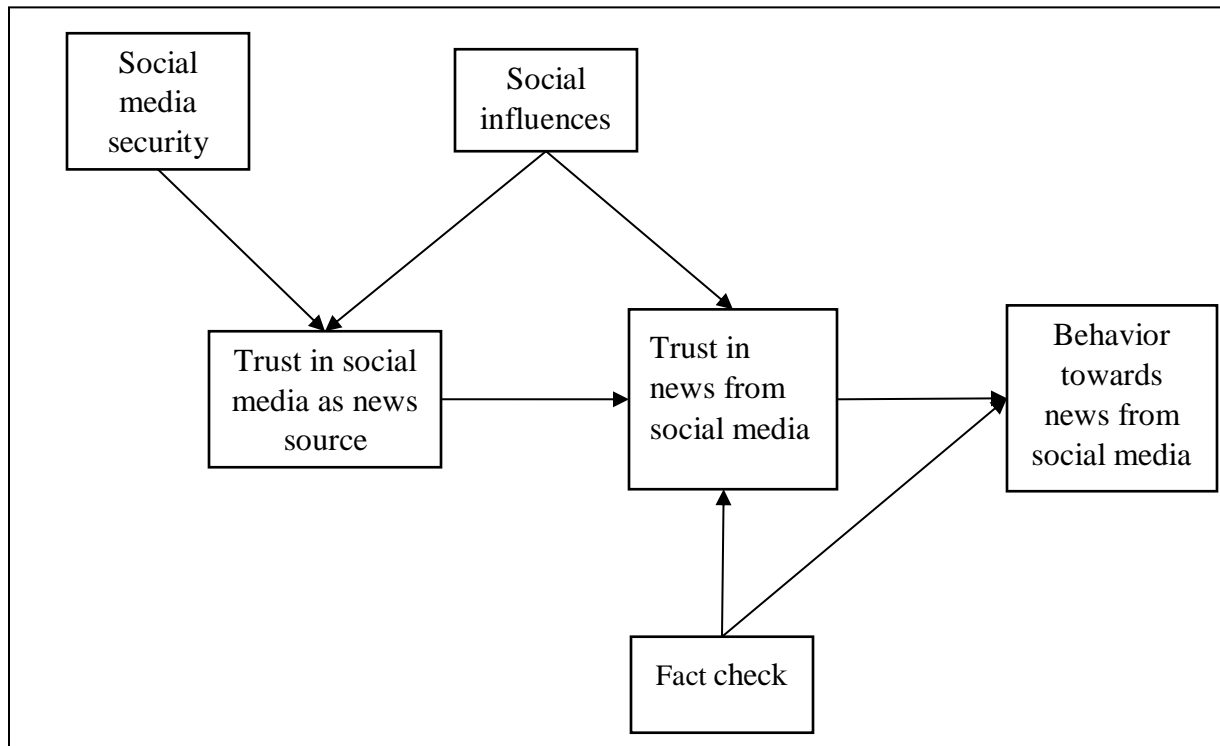 Social
media
security
Social
influences
Trust in social
media as news
source
Trust in
news from
social media
Behavior
towards
news from
social media
Fact check